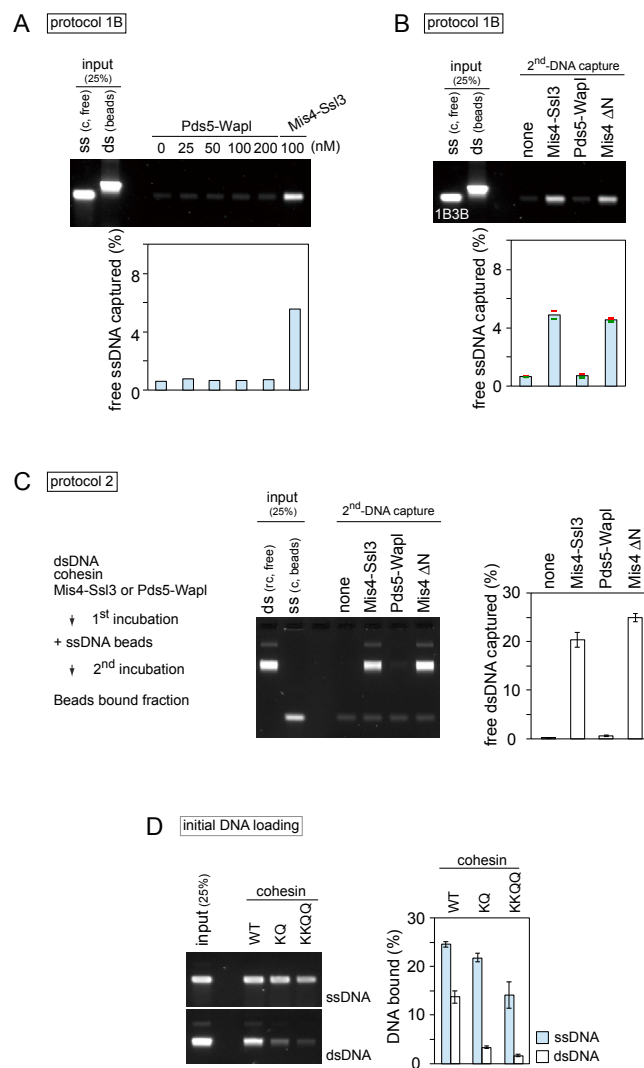 A protocol 1B
input
(25%)
ss (c, free)
ds (beads)
Pds5-Wapl
Mis4-Ssl3
0 25 50 100 200 100 (nM)
free ssDNA captured (%)
8
4
0
B protocol 1B
input
(25%)
2nd-DNA capture
ss (c, free)
ds (beads)
none
Mis4-Ssl3
Pds5-Wapl
Mis4 ΔN
1B3B
free ssDNA captured (%)
8
4
0
C protocol 2
dsDNA
cohesin
Mis4-Ssl3 or Pds5-Wapl
1st incubation
+ ssDNA beads
2nd incubation
Beads bound fraction
input
(25%)
2nd-DNA capture
ds (rc, free)
ss (c, beads)
none
Mis4-Ssl3
Pds5-Wapl
Mis4 ΔN
none
Mis4-Ssl3
Pds5-Wapl
Mis4 ΔN
free dsDNA captured (%)
30
20
10
0
D initial DNA loading
input (25%)
cohesin
WT
KQ
KKQQ
ssDNA
dsDNA
cohesin
WT
KQ
KKQQ
DNA bound (%)
30
20
10
0
ssDNA
dsDNA